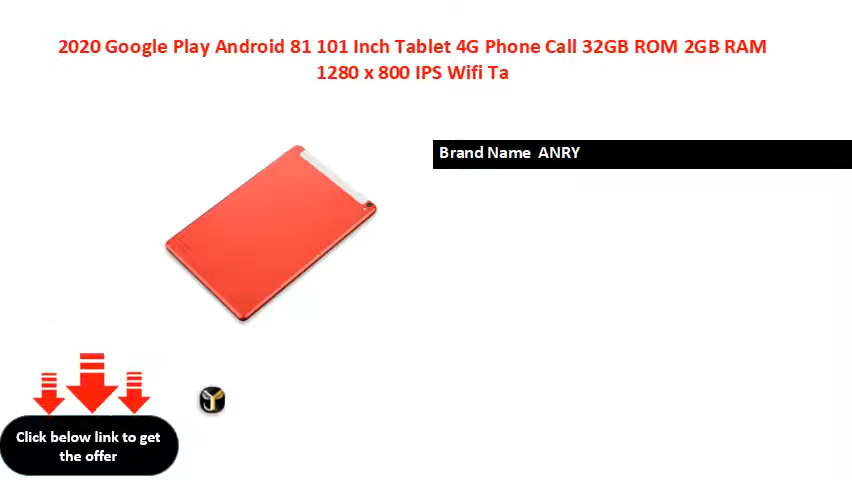 2020 Google Play Android 81 101 Inch Tablet 4G Phone Call 32GB ROM 2GB RAM
1280 x 800 IPS Wifi Ta
Brand Name ANRY
Click below link to get
the offer